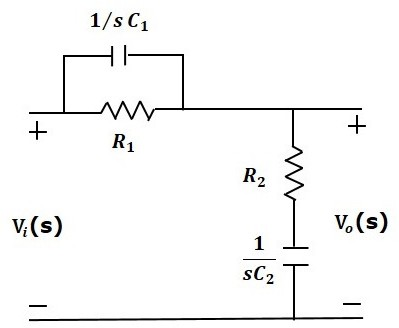 1/s C₁
+
R₁
+
R₂
Vᵢ(s)
Vₒ(s)
1
sC₂
−
−